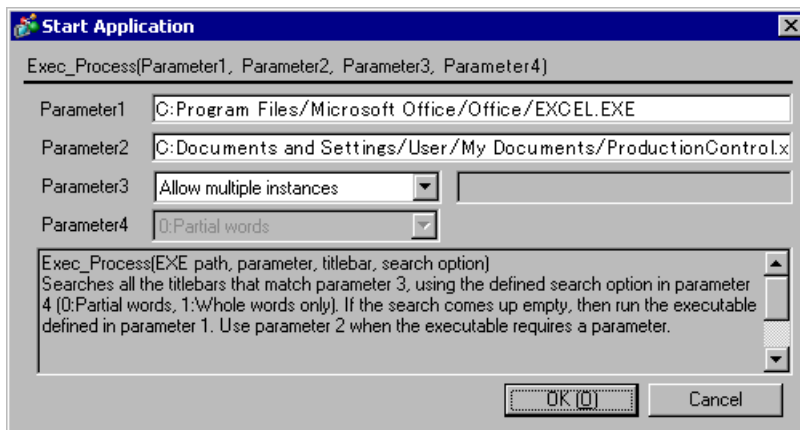 Start Application
Exec_Process(Parameter1, Parameter2, Parameter3, Parameter4)
Parameter1 C:Program Files/Microsoft Office/Office/EXCEL.EXE
Parameter2 C:Documents and Settings/User/My Documents/ProductionControl.x
Parameter3 Allow multiple instances
Parameter4 0:Partial words
Exec_Process(EXE path, parameter, titlebar, search option)
Searches all the titlebars that match parameter 3, using the defined search option in parameter
4 (0:Partial words, 1:Whole words only). If the search comes up empty, then run the executable
defined in parameter 1. Use parameter 2 when the executable requires a parameter.
OK (O) Cancel